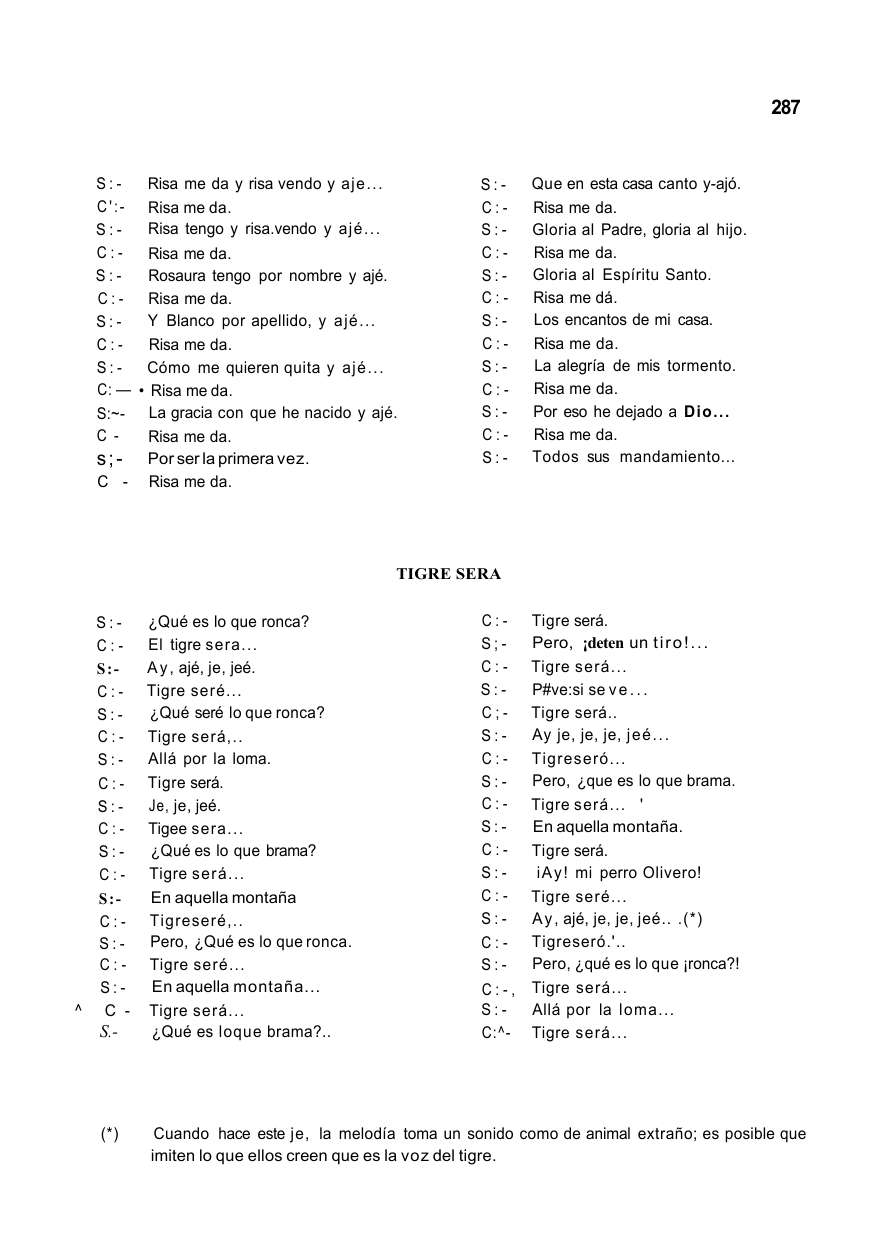 287
S:- Risa me da y risa vendo y aje...
C':- Risa me da.
S:- Risa tengo y risa.vendo y ajé...
C:- Risa me da.
S:- Rosaura tengo por nombre y ajé.
C:- Risa me da.
S:- Y Blanco por apellido, y ajé...
C:- Risa me da.
S:- Cómo me quieren quita y ajé...
C: — • Risa me da.
S:~- La gracia con que he nacido y ajé.
C - Risa me da.
s;- Por ser la primera vez.
C - Risa me da.
S:- Que en esta casa canto y-ajó.
C:- Risa me da.
S:- Gloria al Padre, gloria al hijo.
C:- Risa me da.
S:- Gloria al Espíritu Santo.
C:- Risa me dá.
S:- Los encantos de mi casa.
C:- Risa me da.
S:- La alegría de mis tormento.
C:- Risa me da.
S:- Por eso he dejado a Dio...
C:- Risa me da.
S:- Todos sus mandamiento...
TIGRE SERA
S:- ¿Qué es lo que ronca?
C:- El tigre sera...
S:- Ay, ajé, je, jeé.
C:- Tigre seré...
S:- ¿Qué seré lo que ronca?
C:- Tigre será,..
S:- Allá por la loma.
C:- Tigre será.
S:- Je, je, jeé.
C:- Tigee sera...
S:- ¿Qué es lo que brama?
C:- Tigre será...
S:- En aquella montaña
C:- Tigreseré,..
S:- Pero, ¿Qué es lo que ronca.
C:- Tigre seré...
S:- En aquella montaña...
^ C - Tigre será...
S.- ¿Qué es loque brama?..
C:- Tigre será.
S;- Pero, ¡deten un tiro!...
C:- Tigre será...
S:- P#ve:si se ve...
C;- Tigre será..
S:- Ay je, je, je, jeé...
C:- Tigreseró...
S:- Pero, ¿que es lo que brama.
C:- Tigre será... '
S:- En aquella montaña.
C:- Tigre será.
S:- ¡Ay! mi perro Olivero!
C:- Tigre seré...
S:- Ay, ajé, je, je, jeé.. .(*)
C:- Tigreseró.'..
S:- Pero, ¿qué es lo que ¡ronca?!
C:-, Tigre será...
S:- Allá por la loma...
C:^- Tigre será...
(*) Cuando hace este je, la melodía toma un sonido como de animal extraño; es posible que
imiten lo que ellos creen que es la voz del tigre.